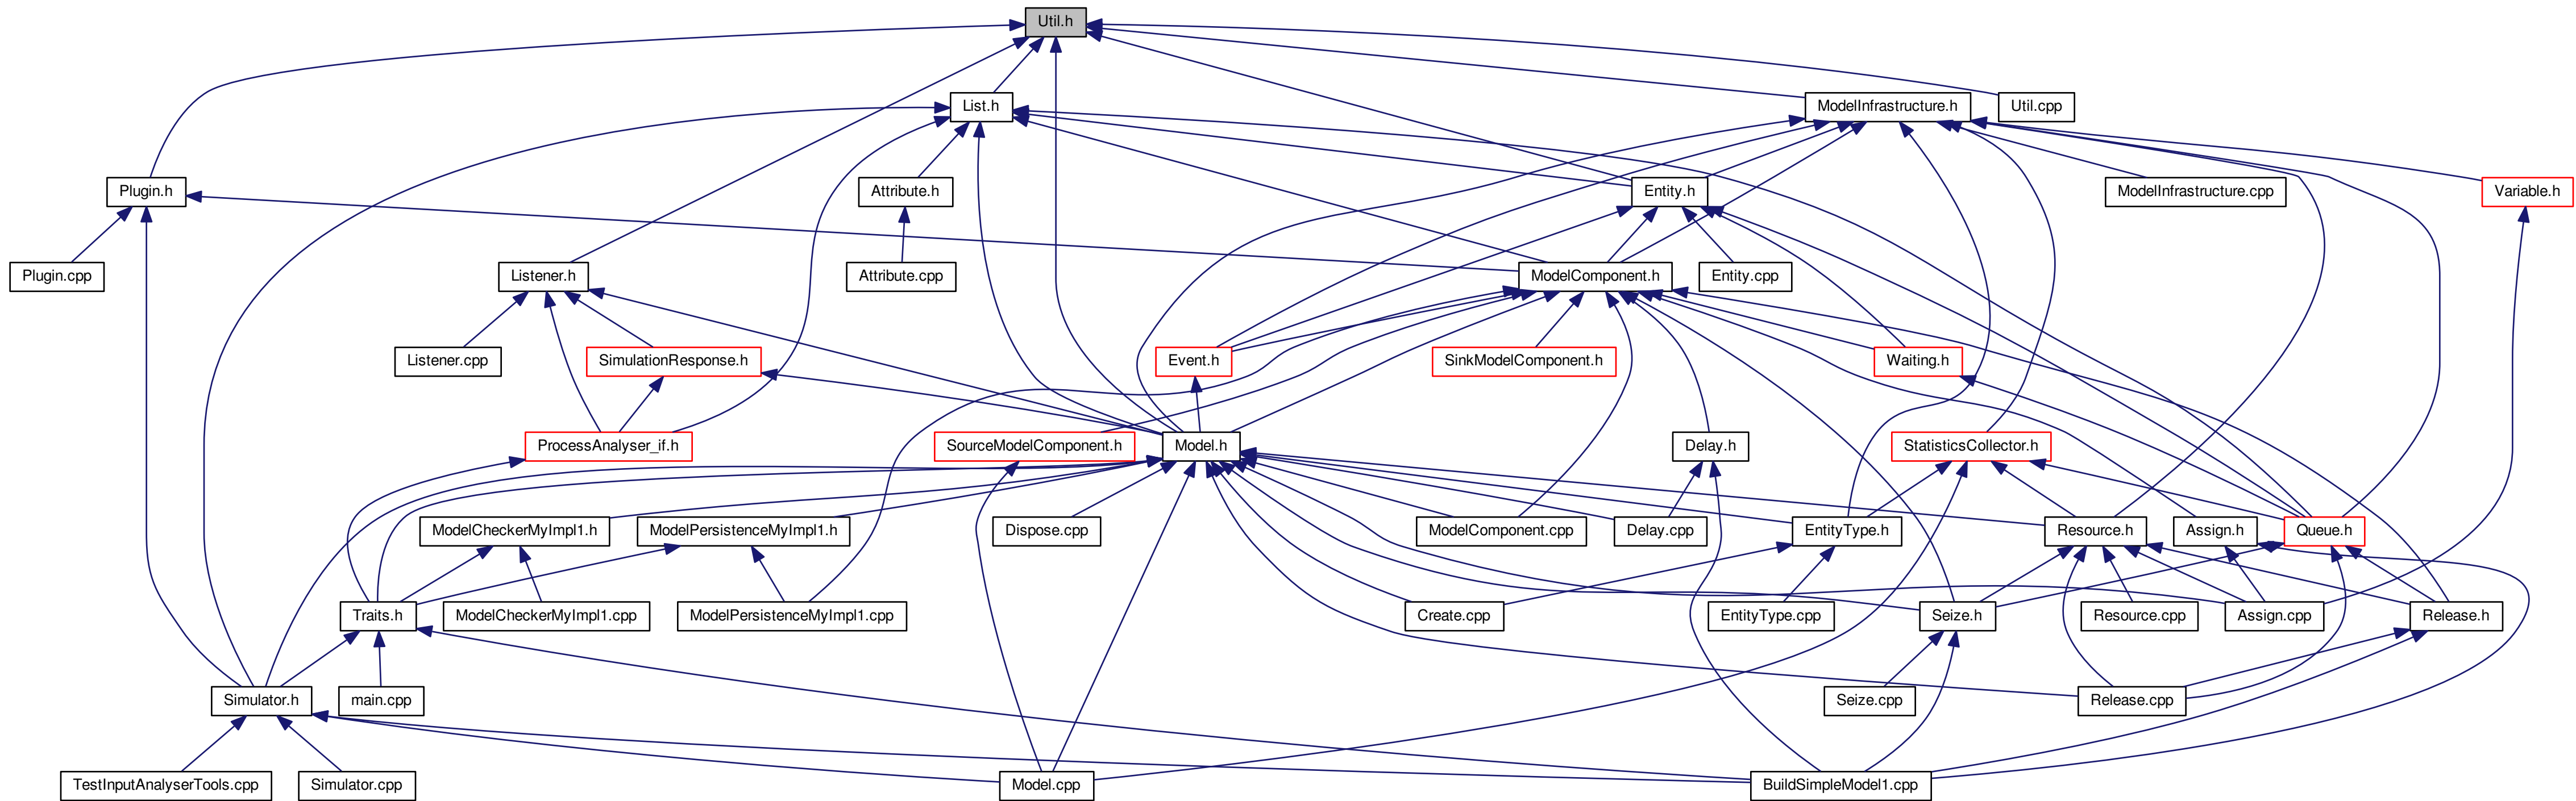 Util.h
List.h
ModelInfrastructure.h
Util.cpp
Plugin.h
Attribute.h
Entity.h
ModelInfrastructure.cpp
Variable.h
Plugin.cpp
Listener.h
Attribute.cpp
ModelComponent.h
Entity.cpp
Listener.cpp
SimulationResponse.h
Event.h
SinkModelComponent.h
Waiting.h
ProcessAnalyser_if.h
SourceModelComponent.h
Model.h
Delay.h
StatisticsCollector.h
ModelCheckerMyImpl1.h
ModelPersistenceMyImpl1.h
Dispose.cpp
ModelComponent.cpp
Delay.cpp
EntityType.h
Resource.h
Assign.h
Queue.h
Traits.h
ModelCheckerMyImpl1.cpp
ModelPersistenceMyImpl1.cpp
Create.cpp
EntityType.cpp
Seize.h
Resource.cpp
Assign.cpp
Release.h
Simulator.h
main.cpp
Seize.cpp
Release.cpp
TestInputAnalyserTools.cpp
Simulator.cpp
Model.cpp
BuildSimpleModel1.cpp